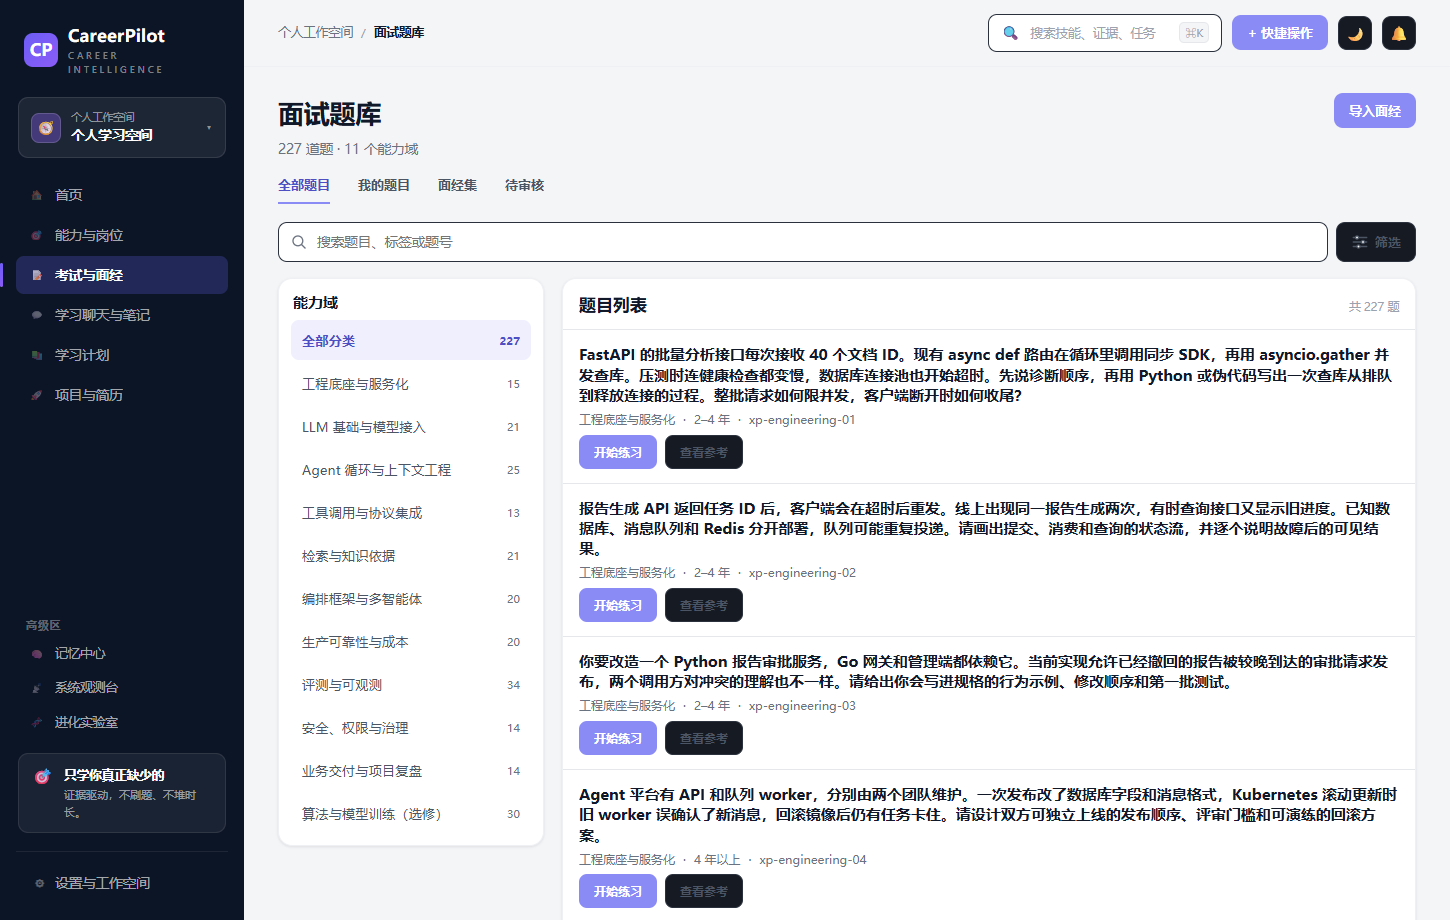 CP
CareerPilot
CAREER
INTELLIGENCE
个人工作空间
个人学习空间
首页
能力与岗位
考试与面经
学习聊天与笔记
学习计划
项目与简历
高级区
记忆中心
系统观测台
进化实验室
只学你真正缺少的
证据驱动，不刷题、不堆时
长。
设置与工作空间
个人工作空间 / 面试题库
搜索技能、证据、任务 ⌘K
+ 快捷操作
面试题库
227 道题 · 11 个能力域
导入面经
全部题目 我的题目 面经集 待审核
搜索题目、标签或题号
筛选
能力域
全部分类 227
工程底座与服务化 15
LLM 基础与模型接入 21
Agent 循环与上下文工程 25
工具调用与协议集成 13
检索与知识依据 21
编排框架与多智能体 20
生产可靠性与成本 20
评测与可观测 34
安全、权限与治理 14
业务交付与项目复盘 14
算法与模型训练（选修） 30
题目列表
共 227 题
FastAPI 的批量分析接口每次接收 40 个文档 ID。现有 async def 路由在循环里调用同步 SDK，再用 asyncio.gather 并
发查库。压测时连健康检查都变慢，数据库连接池也开始超时。先说诊断顺序，再用 Python 或伪代码写出一次查库从排队
到释放连接的过程。整批请求如何限并发，客户端断开时如何收尾？
工程底座与服务化 · 2–4 年 · xp-engineering-01
开始练习 查看参考
报告生成 API 返回任务 ID 后，客户端会在超时后重发。线上出现同一报告生成两次，有时查询接口又显示旧进度。已知数
据库、消息队列和 Redis 分开部署，队列可能重复投递。请画出提交、消费和查询的状态流，并逐个说明故障后的可见结
果。
工程底座与服务化 · 2–4 年 · xp-engineering-02
开始练习 查看参考
你要改造一个 Python 报告审批服务，Go 网关和管理端都依赖它。当前实现允许已经撤回的报告被较晚到达的审批请求发
布，两个调用方对冲突的理解也不一样。请给出你会写进规格的行为示例、修改顺序和第一批测试。
工程底座与服务化 · 2–4 年 · xp-engineering-03
开始练习 查看参考
Agent 平台有 API 和队列 worker，分别由两个团队维护。一次发布改了数据库字段和消息格式，Kubernetes 滚动更新时
旧 worker 误确认了新消息，回滚镜像后仍有任务卡住。请设计双方可独立上线的发布顺序、评审门槛和可演练的回滚方
案。
工程底座与服务化 · 4 年以上 · xp-engineering-04
开始练习 查看参考